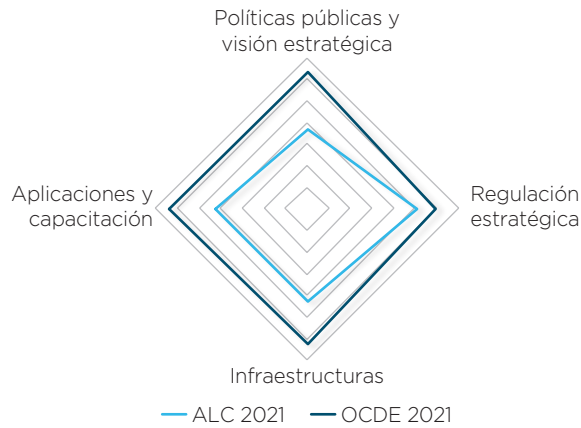 Políticas públicas y
visión estratégica
Aplicaciones y
capacitación
Regulación
estratégica
Infraestructuras
ALC 2021
OCDE 2021